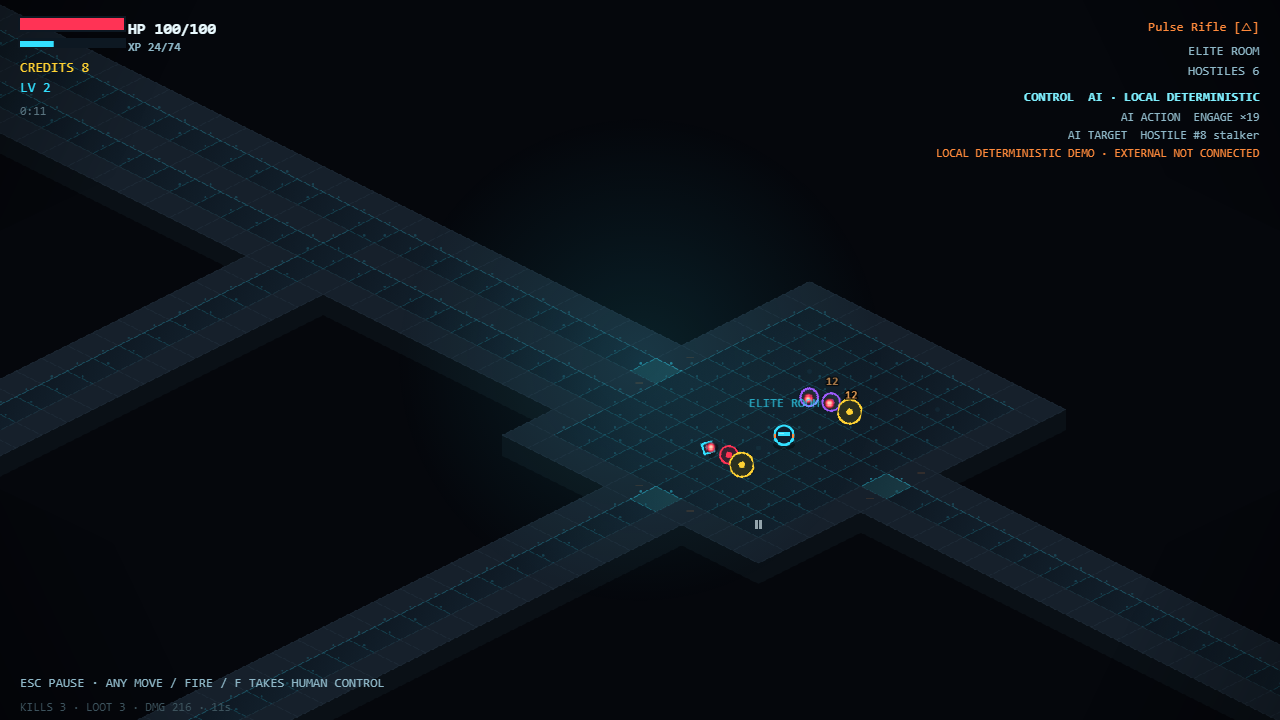 HP 100/100
XP 24/74
CREDITS 8
LV 2
0:11
Pulse Rifle [△]
ELITE ROOM
HOSTILES 6
CONTROL  AI · LOCAL DETERMINISTIC
AI ACTION  ENGAGE ×19
AI TARGET  HOSTILE #8 stalker
LOCAL DETERMINISTIC DEMO · EXTERNAL NOT CONNECTED
12
12
ELITE ROOM
ESC PAUSE · ANY MOVE / FIRE / F TAKES HUMAN CONTROL
KILLS 3 · LOOT 3 · DMG 216 · 11s